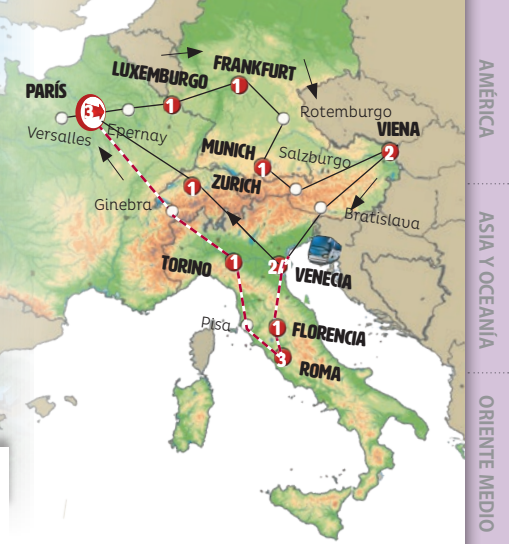 PARÍS
3
Versalles
Epernay
LUXEMBURGO
1
FRANKFURT
1
Rotemburgo
VIENA
2
MUNICH
1
Salzburgo
ZURICH
1
Ginebra
Bratislava
TORINO
1
2/1
VENECIA
Pisa
1
FLORENCIA
3
ROMA
AMÉRICA
ASIA Y OCEANÍA
ORIENTE MEDIO